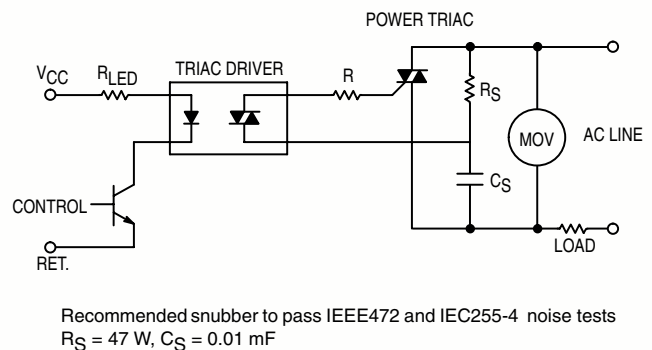 POWER TRIAC
VCC
RLED
TRIAC DRIVER
R
RS
MOV
AC LINE
CONTROL
CS
RET.
LOAD
Recommended snubber to pass IEEE472 and IEC255-4 noise tests
RS = 47 W, CS = 0.01 mF